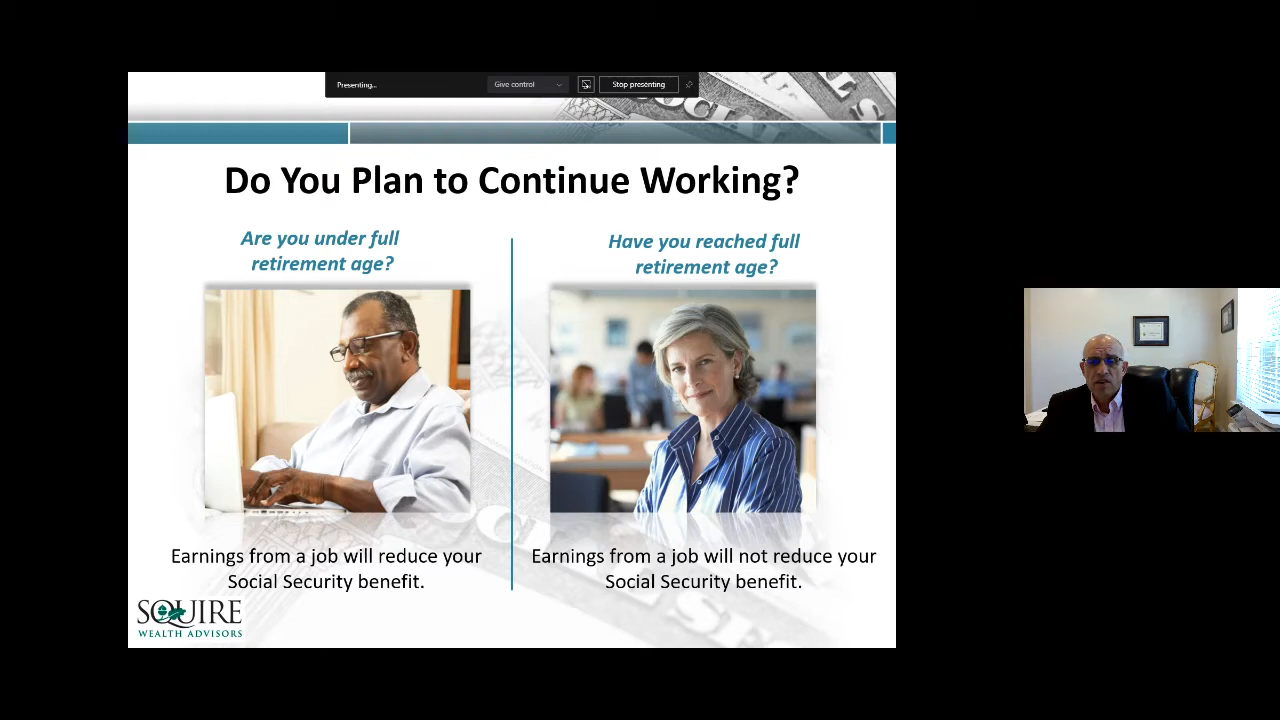 Presenting...
Give control
Stop presenting
SOCIAL
Do You Plan to Continue Working?
Are you under full
retirement age?
Have you reached full
retirement age?
Earnings from a job will reduce your
Social Security benefit.
Earnings from a job will not reduce your
Social Security benefit.
SQUIRE
WEALTH ADVISORS